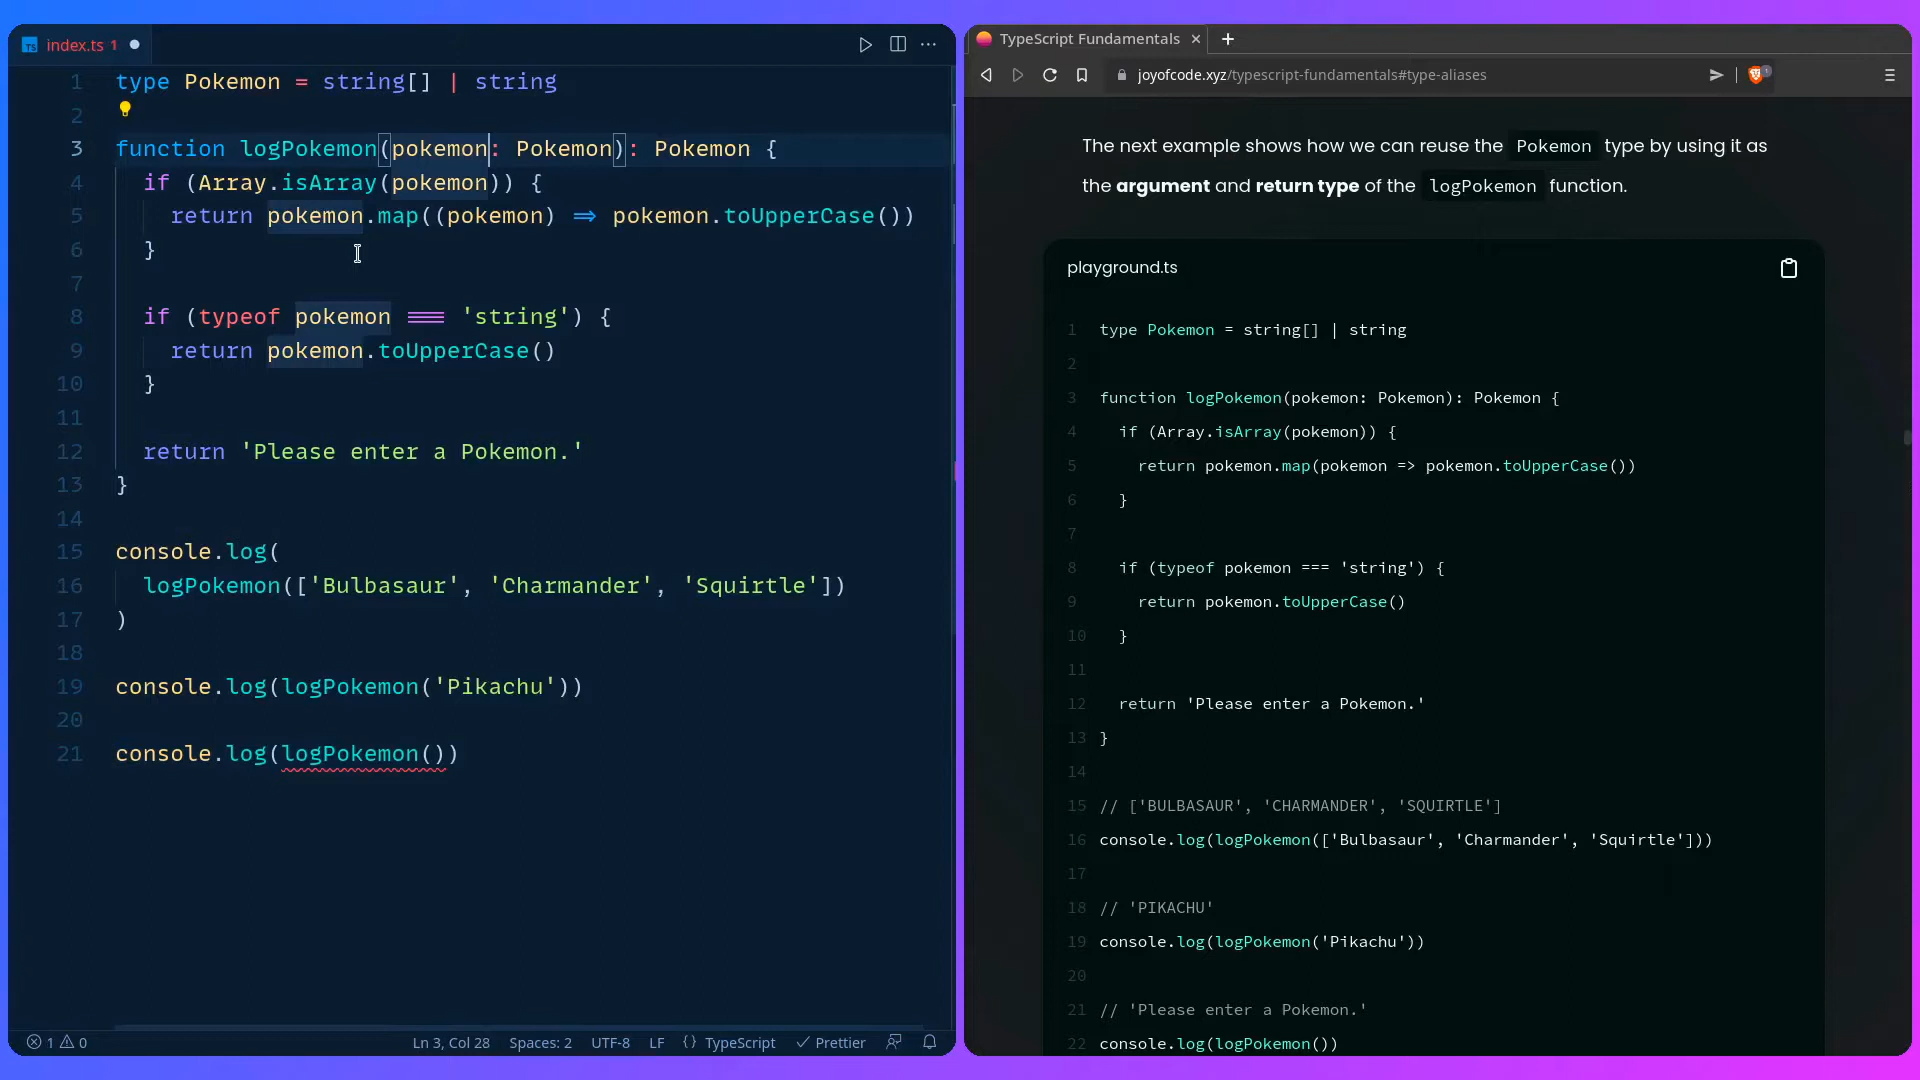 index.ts 1
1 type Pokemon = string[] | string
2
3 function logPokemon(pokemon: Pokemon): Pokemon {
4 if (Array.isArray(pokemon)) {
5 return pokemon.map((pokemon) => pokemon.toUpperCase())
6 }
7
8 if (typeof pokemon === 'string') {
9 return pokemon.toUpperCase()
10 }
11
12 return 'Please enter a Pokemon.'
13 }
14
15 console.log(
16 logPokemon(['Bulbasaur', 'Charmander', 'Squirtle'])
17 )
18
19 console.log(logPokemon('Pikachu'))
20
21 console.log(logPokemon())
1 0 Ln 3, Col 28 Spaces: 2 UTF-8 LF {} TypeScript Prettier
TypeScript Fundamentals
joyofcode.xyz/typescript-fundamentals#type-aliases
1
The next example shows how we can reuse the Pokemon type by using it as
the argument and return type of the logPokemon function.
playground.ts
1 type Pokemon = string[] | string
2
3 function logPokemon(pokemon: Pokemon): Pokemon {
4 if (Array.isArray(pokemon)) {
5 return pokemon.map(pokemon => pokemon.toUpperCase())
6 }
7
8 if (typeof pokemon === 'string') {
9 return pokemon.toUpperCase()
10 }
11
12 return 'Please enter a Pokemon.'
13 }
14
15 // ['BULBASAUR', 'CHARMANDER', 'SQUIRTLE']
16 console.log(logPokemon(['Bulbasaur', 'Charmander', 'Squirtle']))
17
18 // 'PIKACHU'
19 console.log(logPokemon('Pikachu'))
20
21 // 'Please enter a Pokemon.'
22 console.log(logPokemon())